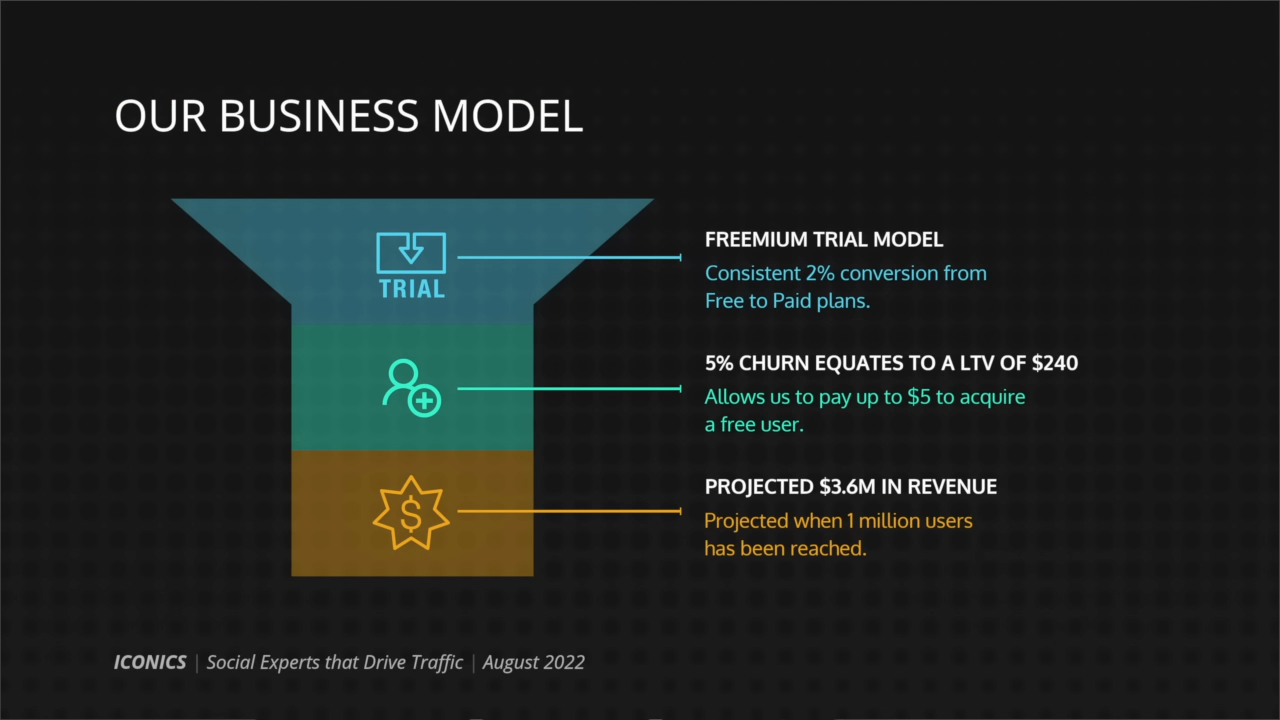 OUR BUSINESS MODEL
TRIAL
FREEMIUM TRIAL MODEL
Consistent 2% conversion from
Free to Paid plans.
5% CHURN EQUATES TO A LTV OF $240
Allows us to pay up to $5 to acquire
a free user.
$
PROJECTED $3.6M IN REVENUE
Projected when 1 million users
has been reached.
ICONICS | Social Experts that Drive Traffic | August 2022